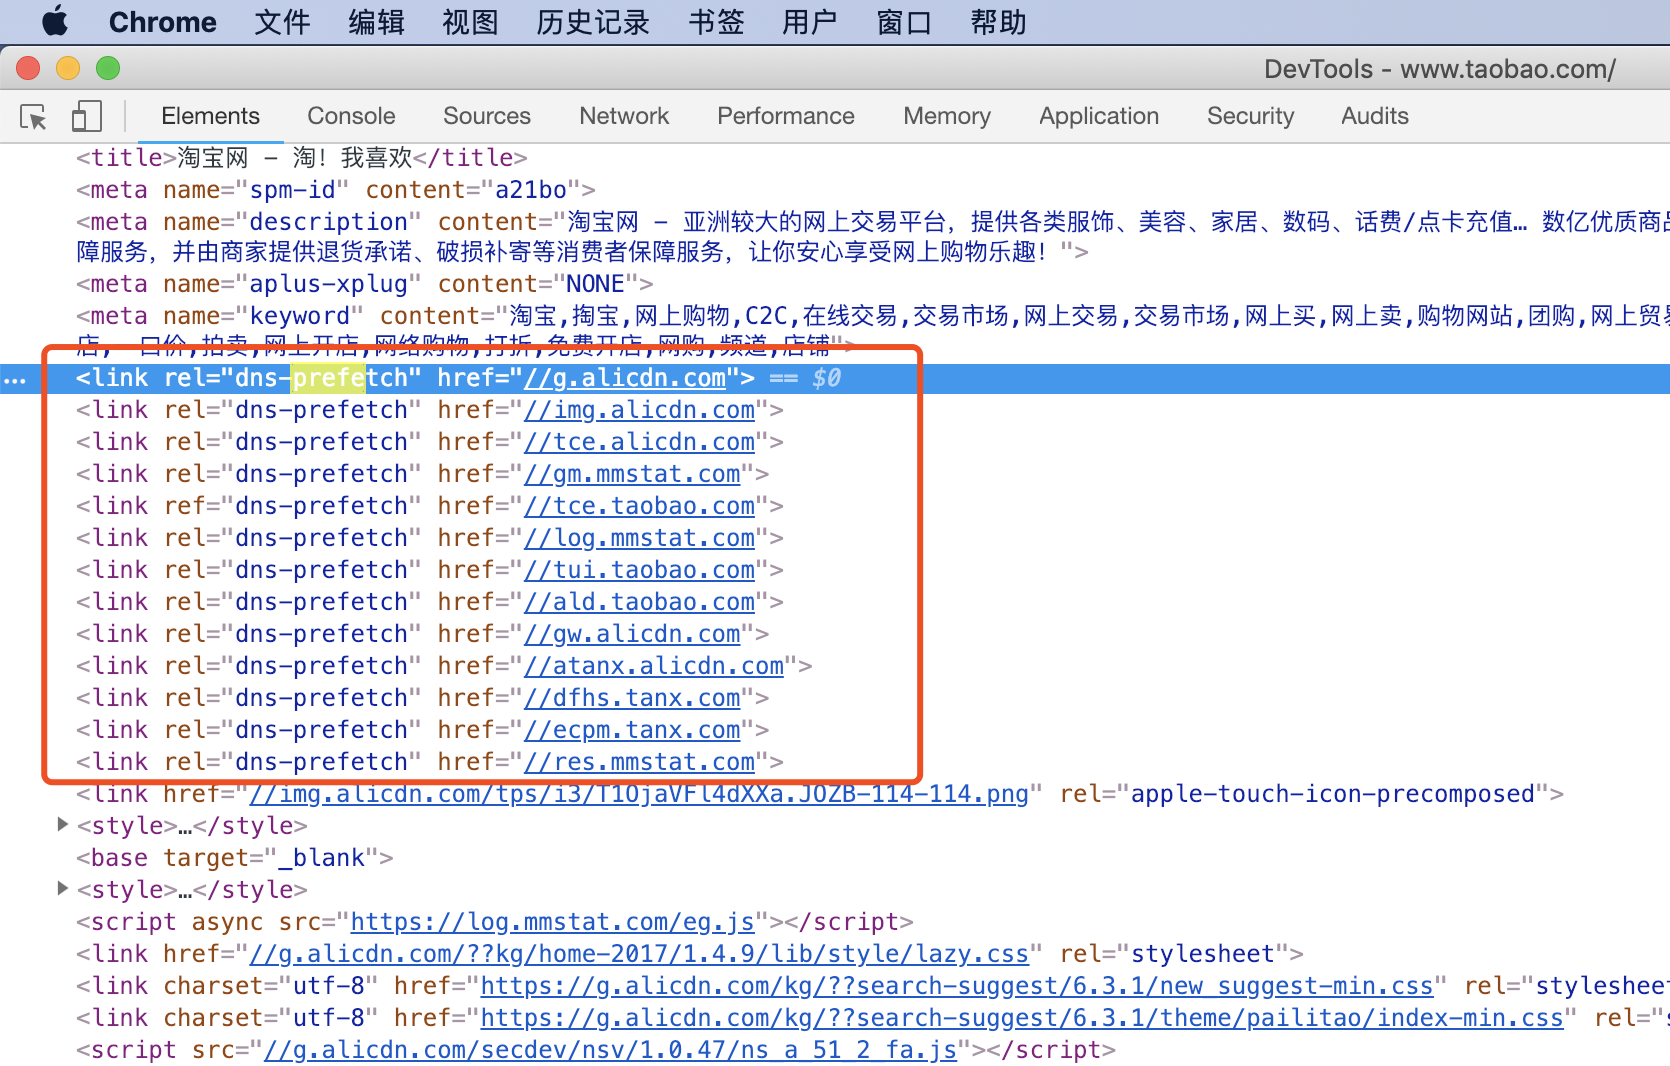 Chrome 文件 编辑 视图 历史记录 书签 用户 窗口 帮助
DevTools - www.taobao.com/
Elements Console Sources Network Performance Memory Application Security Audits
<title>淘宝网 - 淘！我喜欢</title>
<meta name="spm-id" content="a21bo">
<meta name="description" content="淘宝网 - 亚洲较大的网上交易平台，提供各类服饰、美容、家居、数码、话费/点卡充值… 数亿优质商品
障服务，并由商家提供退货承诺、破损补寄等消费者保障服务，让你安心享受网上购物乐趣！">
<meta name="aplus-xplug" content="NONE">
<meta name="keyword" content="淘宝,掏宝,网上购物,C2C,在线交易,交易市场,网上交易,交易市场,网上买,网上卖,购物网站,团购,网上贸易
店,一口价,拍卖,网上开店,网络购物,打折,免费开店,网购,频道,店铺">
… <link rel="dns-prefetch" href="//g.alicdn.com"> == $0
<link rel="dns-prefetch" href="//img.alicdn.com">
<link rel="dns-prefetch" href="//tce.alicdn.com">
<link rel="dns-prefetch" href="//gm.mmstat.com">
<link ref="dns-prefetch" href="//tce.taobao.com">
<link rel="dns-prefetch" href="//log.mmstat.com">
<link rel="dns-prefetch" href="//tui.taobao.com">
<link rel="dns-prefetch" href="//ald.taobao.com">
<link rel="dns-prefetch" href="//gw.alicdn.com">
<link rel="dns-prefetch" href="//atanx.alicdn.com">
<link rel="dns-prefetch" href="//dfhs.tanx.com">
<link rel="dns-prefetch" href="//ecpm.tanx.com">
<link rel="dns-prefetch" href="//res.mmstat.com">
<link href="//img.alicdn.com/tps/i3/T1OjaVFl4dXXa.JOZB-114-114.png" rel="apple-touch-icon-precomposed">
<style>…</style>
<base target="_blank">
<style>…</style>
<script async src="https://log.mmstat.com/eg.js"></script>
<link href="//g.alicdn.com/??kg/home-2017/1.4.9/lib/style/lazy.css" rel="stylesheet">
<link charset="utf-8" href="https://g.alicdn.com/kg/??search-suggest/6.3.1/new_suggest-min.css" rel="styleshee
<link charset="utf-8" href="https://g.alicdn.com/kg/??search-suggest/6.3.1/theme/pailitao/index-min.css" rel="s
<script src="//g.alicdn.com/secdev/nsv/1.0.47/ns_a_51_2_fa.js"></script>